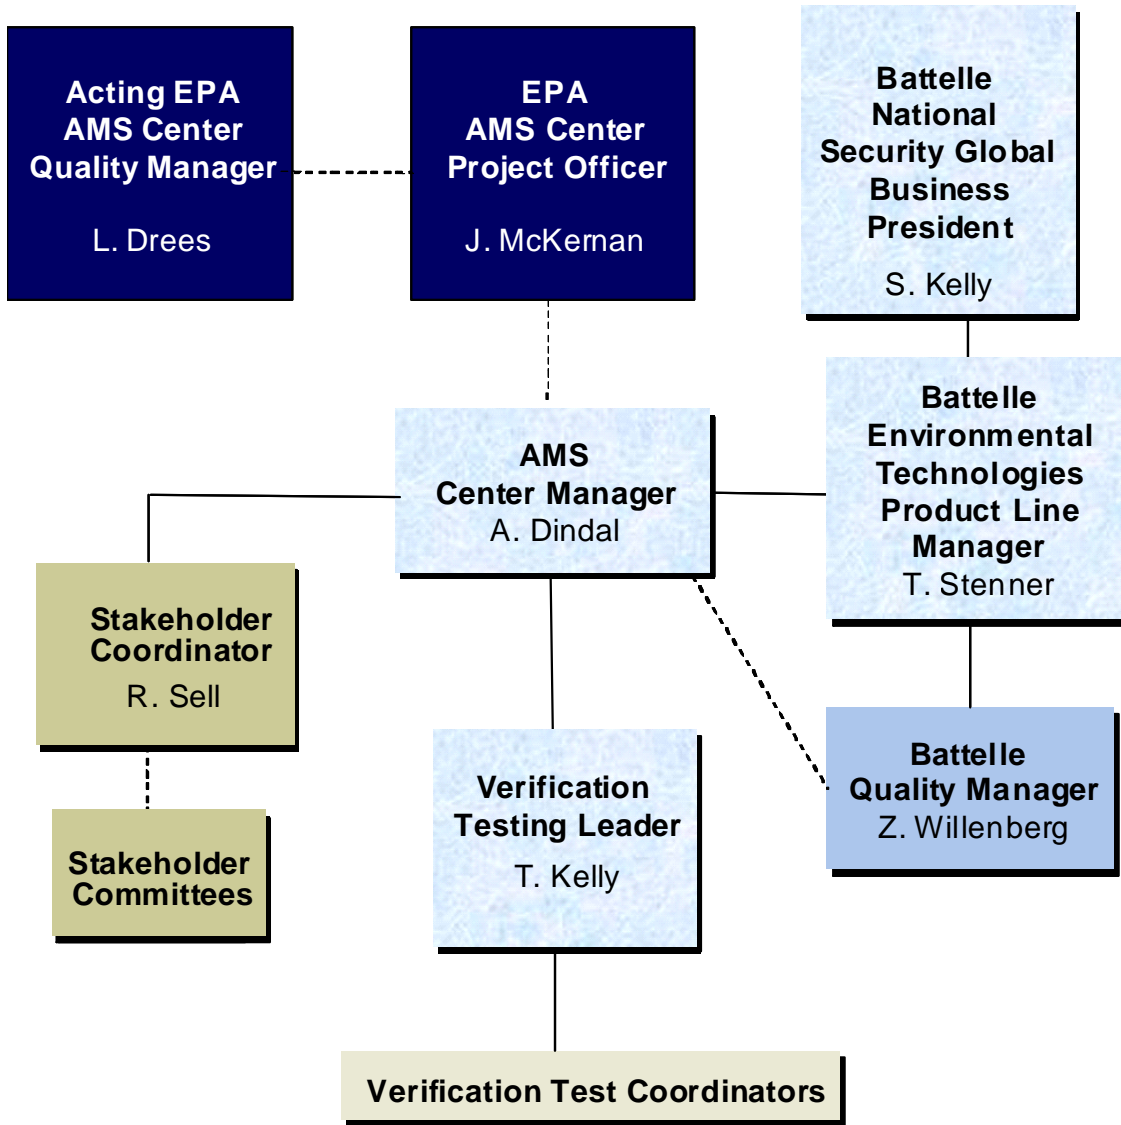 Acting EPA
AMS Center
Quality Manager
L. Drees
EPA
AMS Center
Project Officer
J. McKernan
Battelle
National
Security Global
Business
President
S. Kelly
Battelle
Environmental
Technologies
Product Line
Manager
T. Stenner
AMS
Center Manager
A. Dindal
Stakeholder
Coordinator
R. Sell
Verification
Testing Leader
T. Kelly
Battelle
Quality Manager
Z. Willenberg
Stakeholder
Committees
Verification Test Coordinators